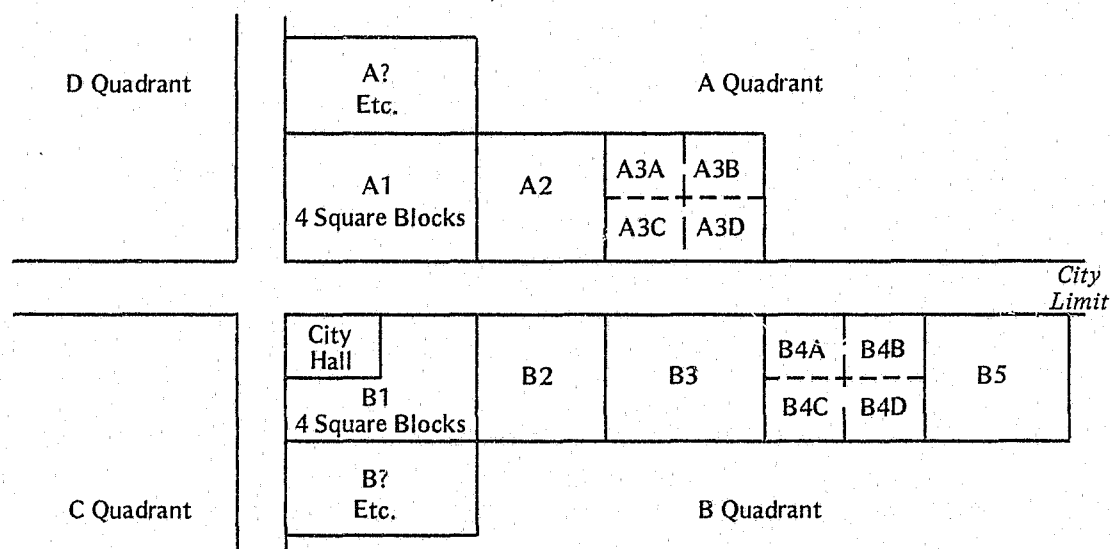 D Quadrant
A?
Etc.
A Quadrant
A1
4 Square Blocks
A2
A3A
A3B
A3C
A3D
City
Limit
City
Hall
B1
4 Square Blocks
B2
B3
B4A
B4B
B4C
B4D
B5
C Quadrant
B?
Etc.
B Quadrant